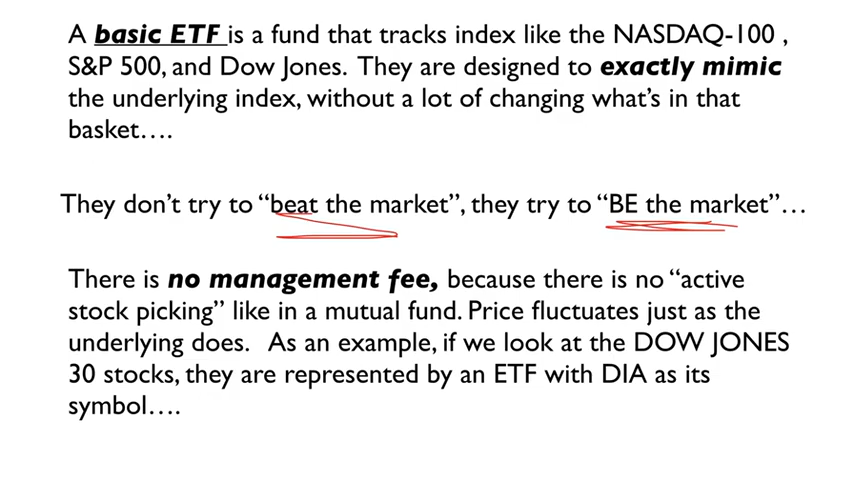 A basic ETF is a fund that tracks index like the NASDAQ-100 ,
S&P 500, and Dow Jones.  They are designed to exactly mimic
the underlying index, without a lot of changing what’s in that
basket….
They don’t try to “beat the market”, they try to “BE the market”…
There is no management fee, because there is no “active
stock picking” like in a mutual fund. Price fluctuates just as the
underlying does.   As an example, if we look at the DOW JONES
30 stocks, they are represented by an ETF with DIA as its
symbol….